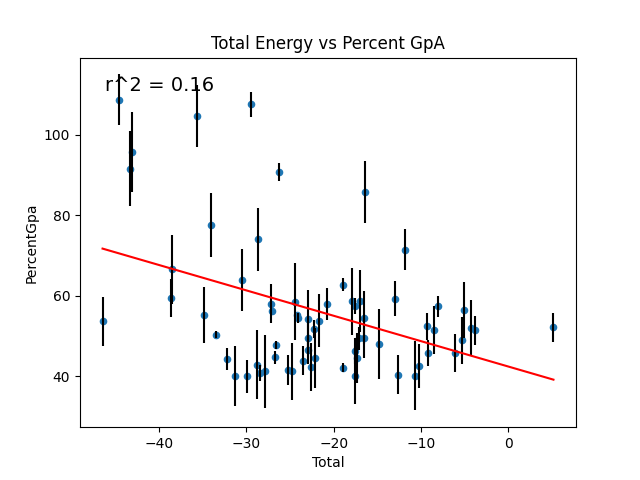 Total Energy vs Percent GpA
r^2 = 0.16
PercentGpa
100
80
60
40
−40
−30
−20
−10
0
Total